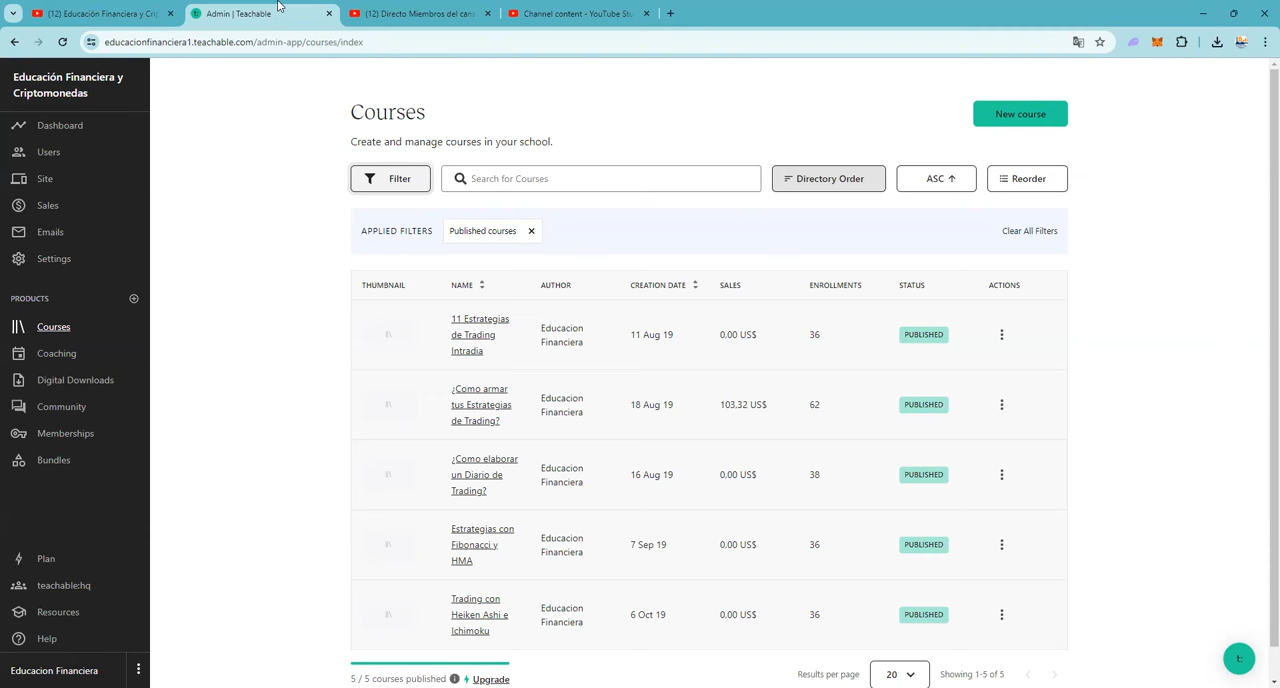 (12) Educación Financiera y Crip
Admin | Teachable
(12) Directo Miembros del cana
Channel content - YouTube Stu
educacionfinanciera1.teachable.com/admin-app/courses/index
Educación Financiera y
Criptomonedas
Dashboard
Users
Site
Sales
Emails
Settings
PRODUCTS
Courses
Coaching
Digital Downloads
Community
Memberships
Bundles
Plan
teachable:hq
Resources
Help
Educacion Financiera
Courses
New course
Create and manage courses in your school.
Filter
Search for Courses
Directory Order
ASC
Reorder
APPLIED FILTERS
Published courses
Clear All Filters
THUMBNAIL NAME AUTHOR CREATION DATE SALES ENROLLMENTS STATUS ACTIONS
11 Estrategias
de Trading
Intradia
Educacion
Financiera
11 Aug 19
0,00 US$
36
PUBLISHED
¿Como armar
tus Estrategias
de Trading?
Educacion
Financiera
18 Aug 19
103,32 US$
62
PUBLISHED
¿Como elaborar
un Diario de
Trading?
Educacion
Financiera
16 Aug 19
0,00 US$
38
PUBLISHED
Estrategias con
Fibonacci y
HMA
Educacion
Financiera
7 Sep 19
0,00 US$
36
PUBLISHED
Trading con
Heiken Ashi e
Ichimoku
Educacion
Financiera
6 Oct 19
0,00 US$
36
PUBLISHED
5 / 5 courses published
Upgrade
Results per page
20
Showing 1-5 of 5
t: